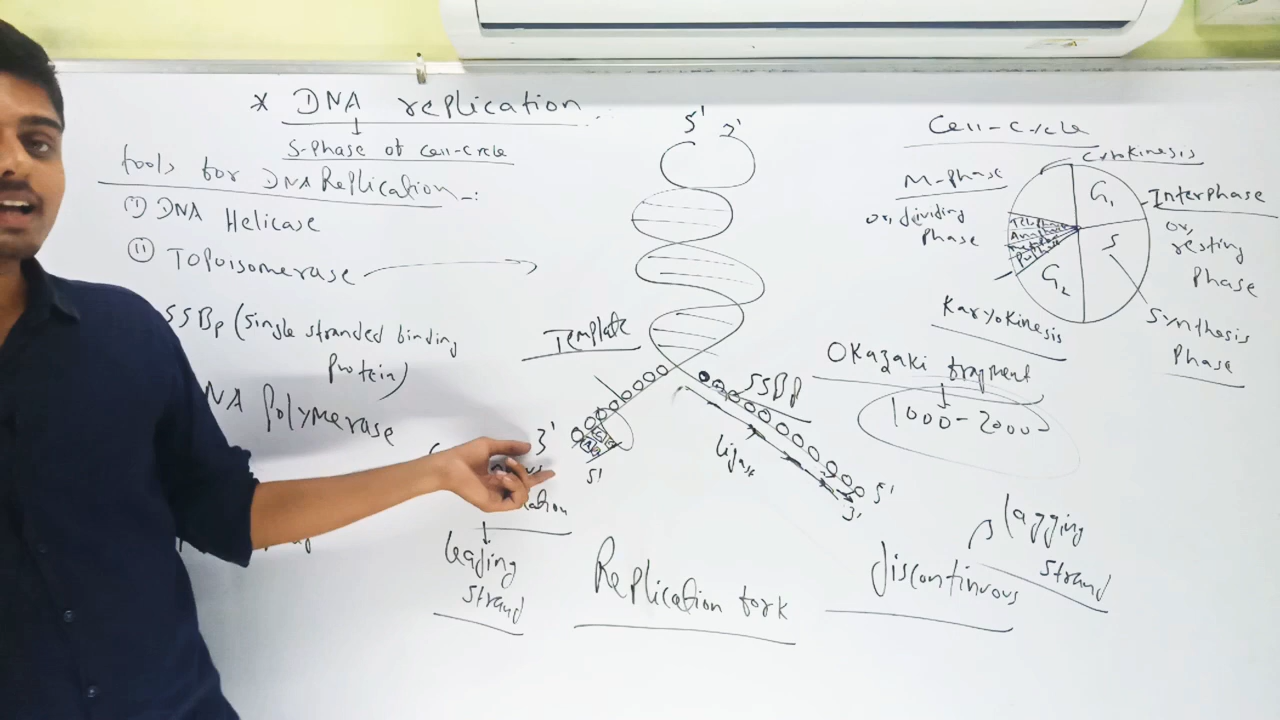 * DNA replication
S-Phase of Cell-Cycle
Tools for DNA Replication :
(i) DNA Helicase
(ii) Topoisomerase
SSBp (single stranded binding
Protein)
NA Polymerase
Leading
strand
5' 3'
Template
3'
5'
SSBp
ligase
5'
3'
Replication fork
Cell-Cycle
Cytokinesis
M-Phase
or, dividing
Phase
G1
S
G2
Interphase
or,
resting
Phase
Karyokinesis
Synthesis
Phase
Okazaki fragment
1000-2000
lagging
strand
discontinuous